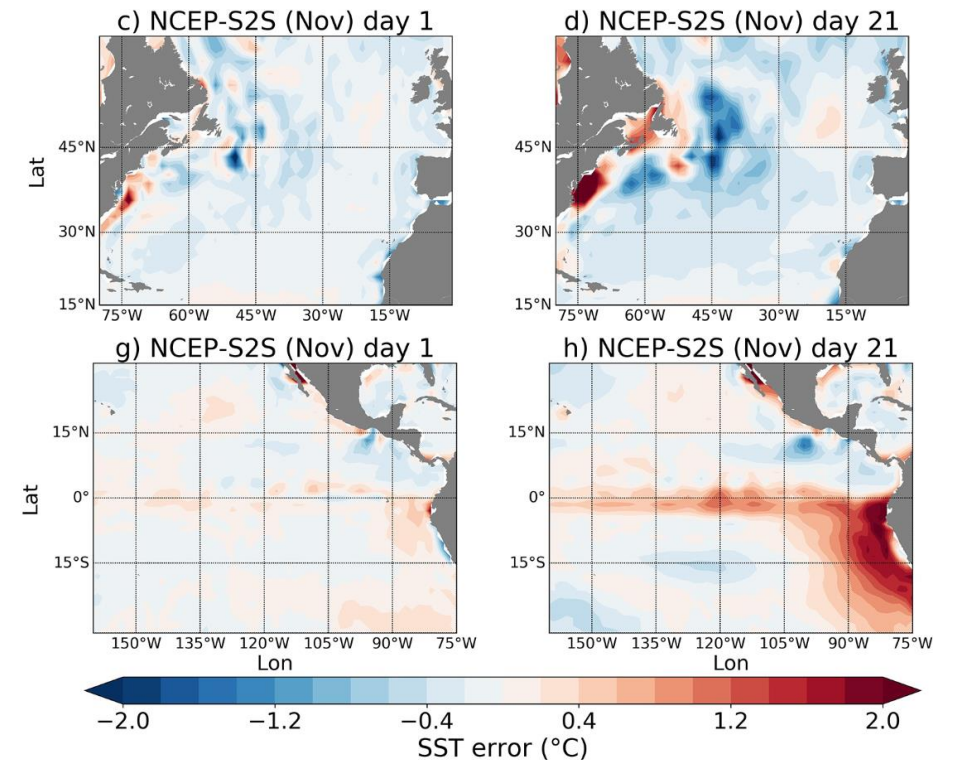 c) NCEP-S2S (Nov) day 1
d) NCEP-S2S (Nov) day 21
Lat
45°N
30°N
15°N
75°W 60°W 45°W 30°W 15°W
45°N
30°N
15°N
75°W 60°W 45°W 30°W 15°W
g) NCEP-S2S (Nov) day 1
h) NCEP-S2S (Nov) day 21
Lat
15°N
0°
15°S
150°W 135°W 120°W 105°W 90°W 75°W
Lon
15°N
0°
15°S
150°W 135°W 120°W 105°W 90°W 75°W
Lon
−2.0 −1.2 −0.4 0.4 1.2 2.0
SST error (°C)